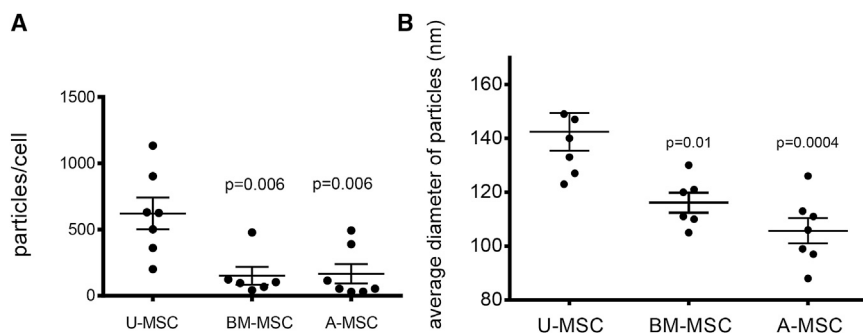 A
particles/cell
1500
1000
500
0
p=0.006
p=0.006
U-MSC
BM-MSC
A-MSC
B
average diameter of particles (nm)
160
140
120
100
80
p=0.01
p=0.0004
U-MSC
BM-MSC
A-MSC